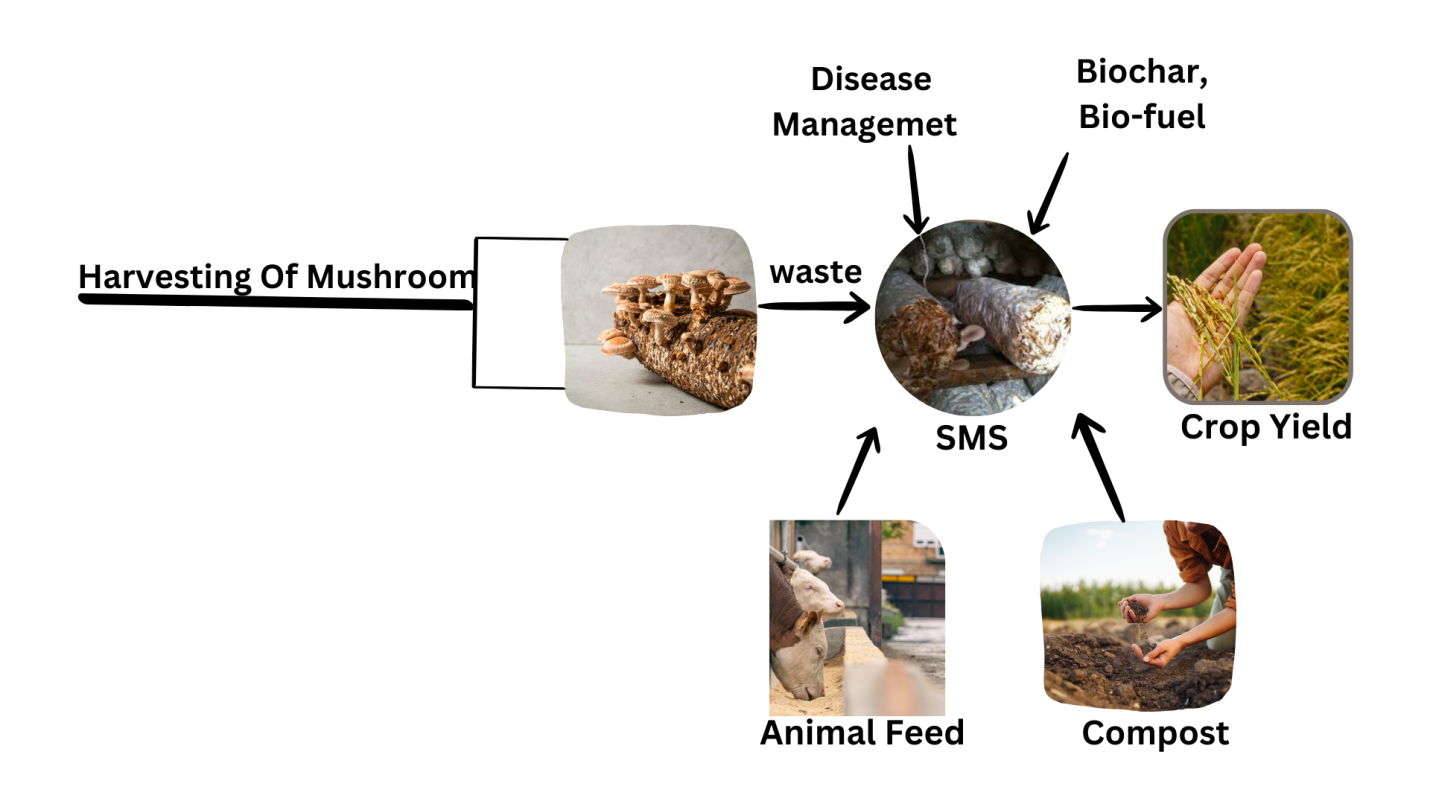 Disease
Managemet
Biochar,
Bio-fuel
Harvesting Of Mushroom
waste
SMS
Crop Yield
Animal Feed
Compost